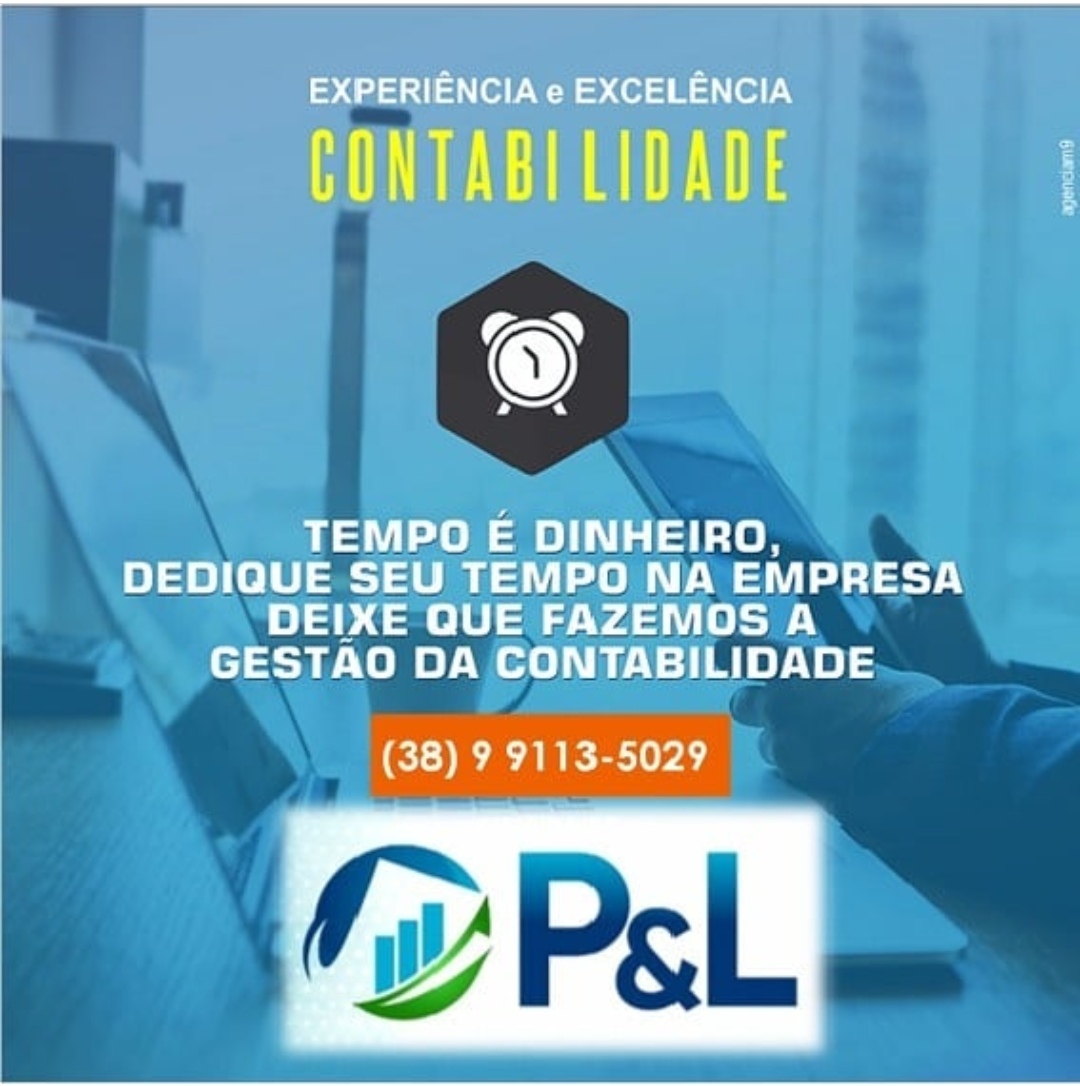 EXPERIÊNCIA e EXCELÊNCIA
CONTABILIDADE
agenciam9
TEMPO É DINHEIRO,
DEDIQUE SEU TEMPO NA EMPRESA
DEIXE QUE FAZEMOS A
GESTÃO DA CONTABILIDADE
(38) 9 9113-5029
P&L